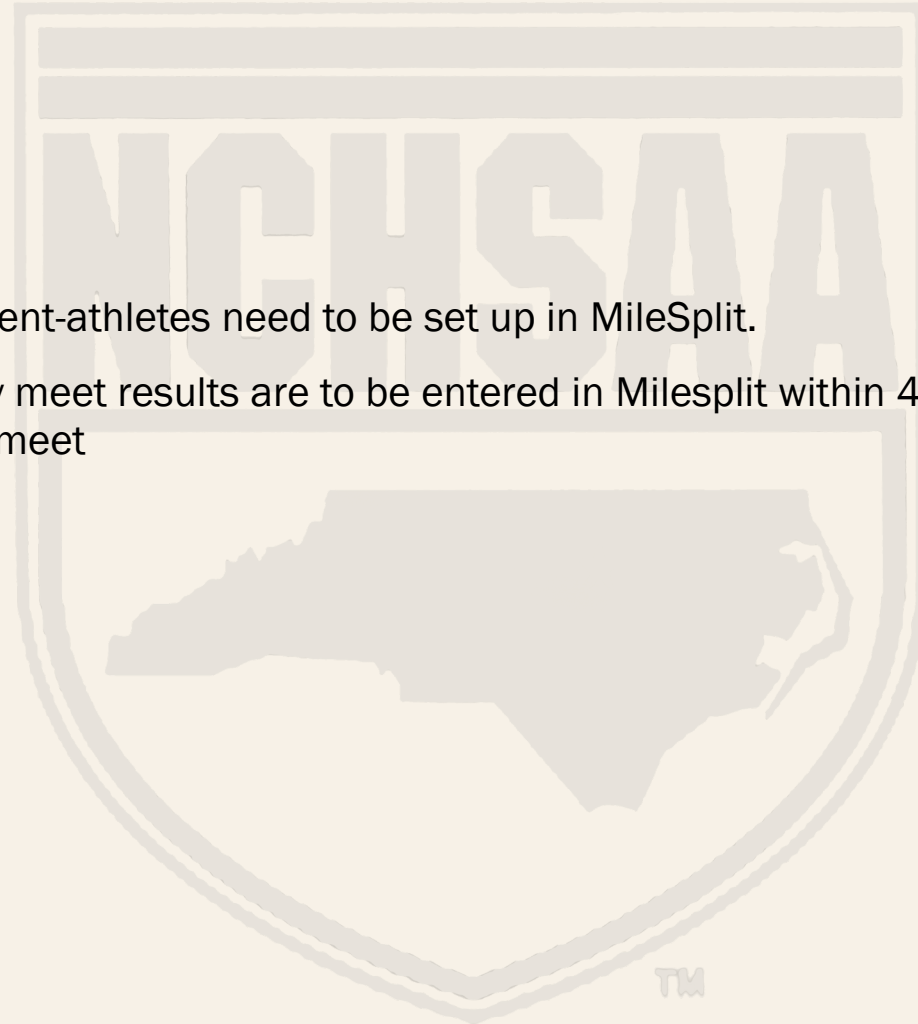 NCHSAA
ent-athletes need to be set up in MileSplit.
meet results are to be entered in Milesplit within 4
meet
TM